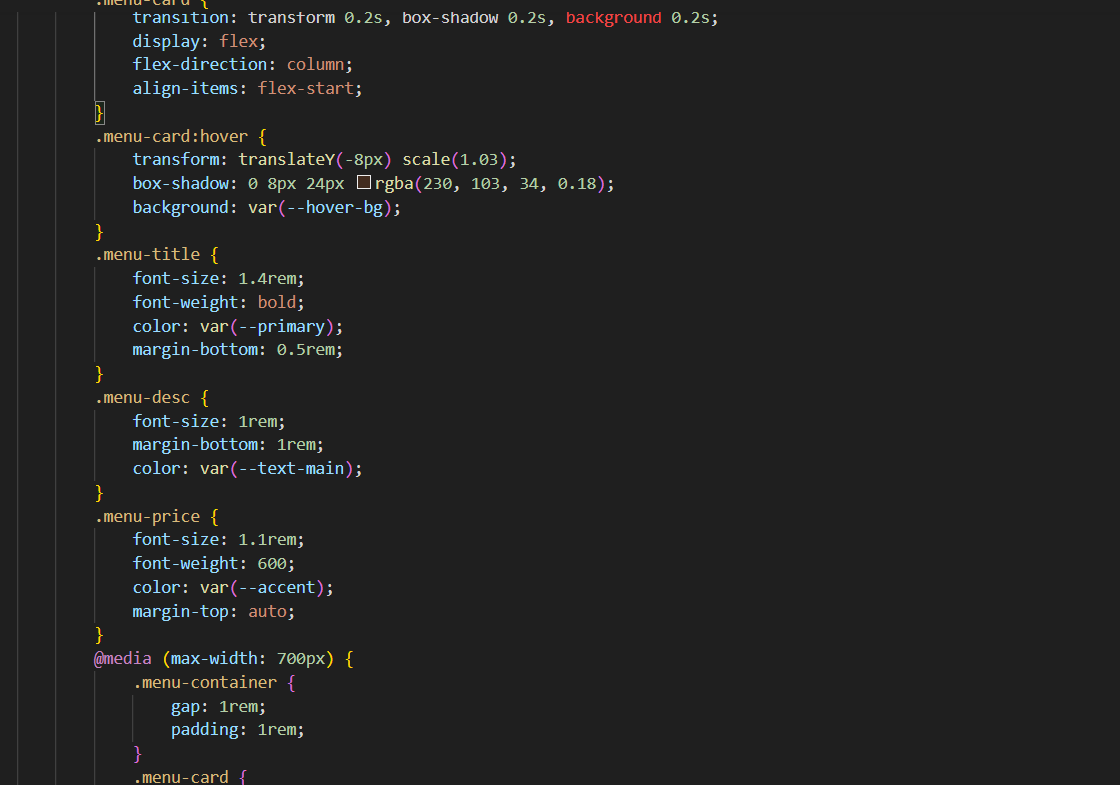 .menu-card {
transition: transform 0.2s, box-shadow 0.2s, background 0.2s;
display: flex;
flex-direction: column;
align-items: flex-start;
}
.menu-card:hover {
transform: translateY(-8px) scale(1.03);
box-shadow: 0 8px 24px rgba(230, 103, 34, 0.18);
background: var(--hover-bg);
}
.menu-title {
font-size: 1.4rem;
font-weight: bold;
color: var(--primary);
margin-bottom: 0.5rem;
}
.menu-desc {
font-size: 1rem;
margin-bottom: 1rem;
color: var(--text-main);
}
.menu-price {
font-size: 1.1rem;
font-weight: 600;
color: var(--accent);
margin-top: auto;
}
@media (max-width: 700px) {
.menu-container {
gap: 1rem;
padding: 1rem;
}
.menu-card {